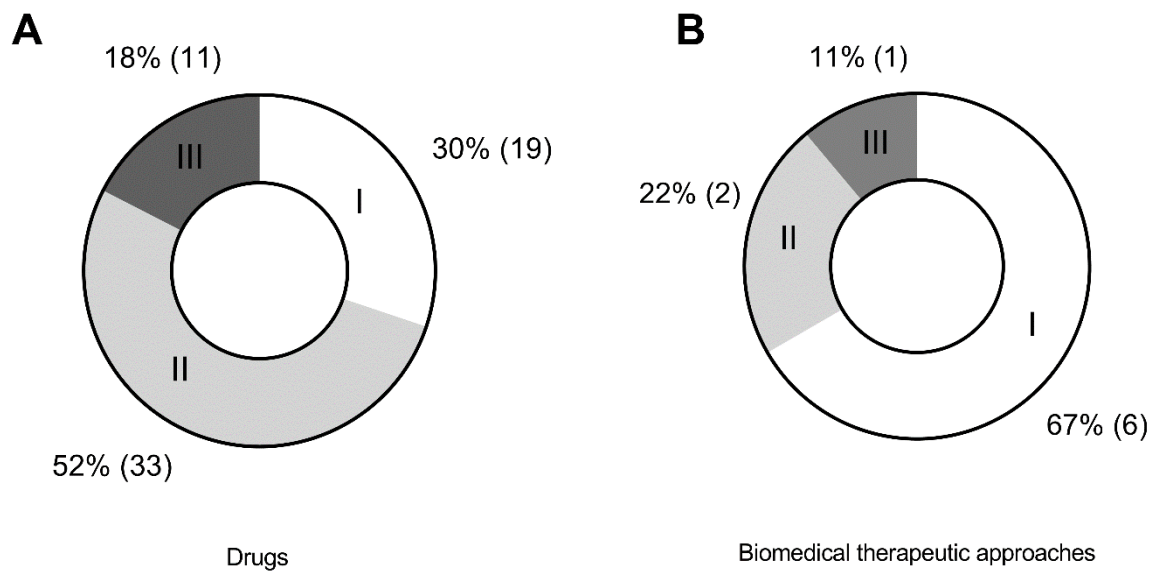 A
18% (11)
30% (19)
III
I
II
52% (33)
Drugs
B
11% (1)
22% (2)
III
II
I
67% (6)
Biomedical therapeutic approaches